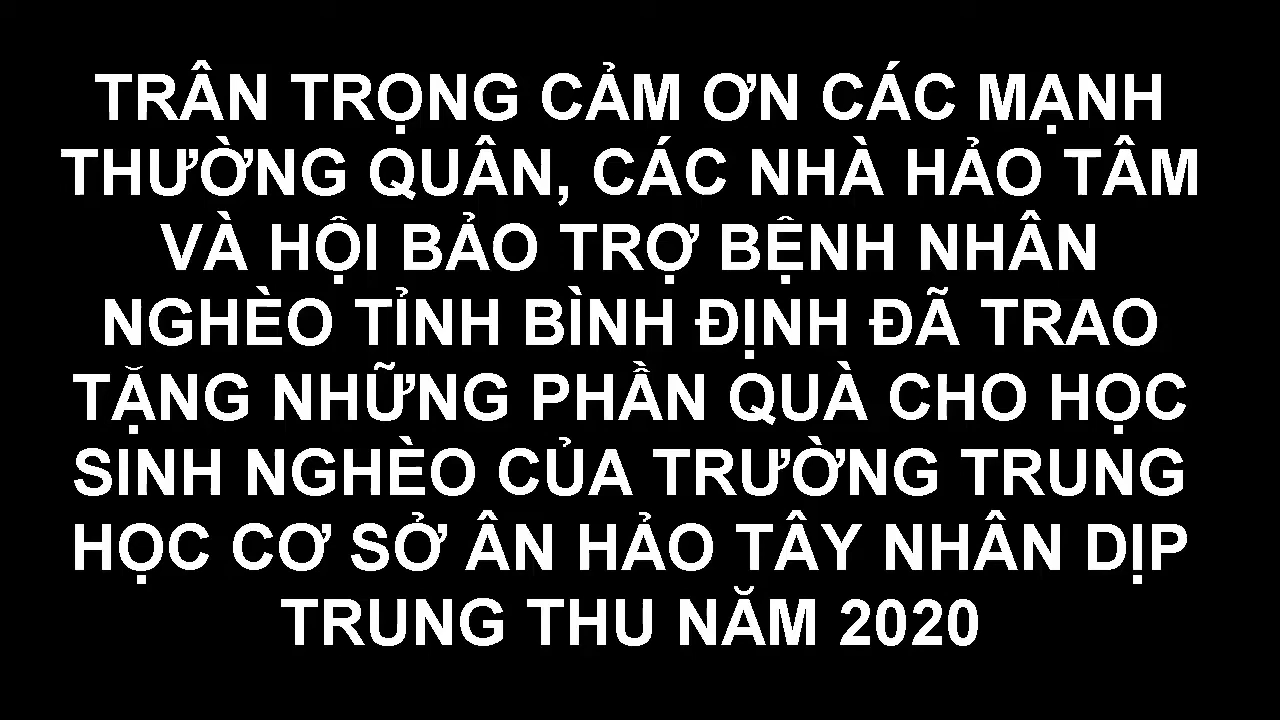 TRÂN TRỌNG CẢM ƠN CÁC MẠNH
THƯỜNG QUÂN, CÁC NHÀ HẢO TÂM
VÀ HỘI BẢO TRỢ BỆNH NHÂN
NGHÈO TỈNH BÌNH ĐỊNH ĐÃ TRAO
TẶNG NHỮNG PHẦN QUÀ CHO HỌC
SINH NGHÈO CỦA TRƯỜNG TRUNG
HỌC CƠ SỞ ÂN HẢO TÂY NHÂN DỊP
TRUNG THU NĂM 2020